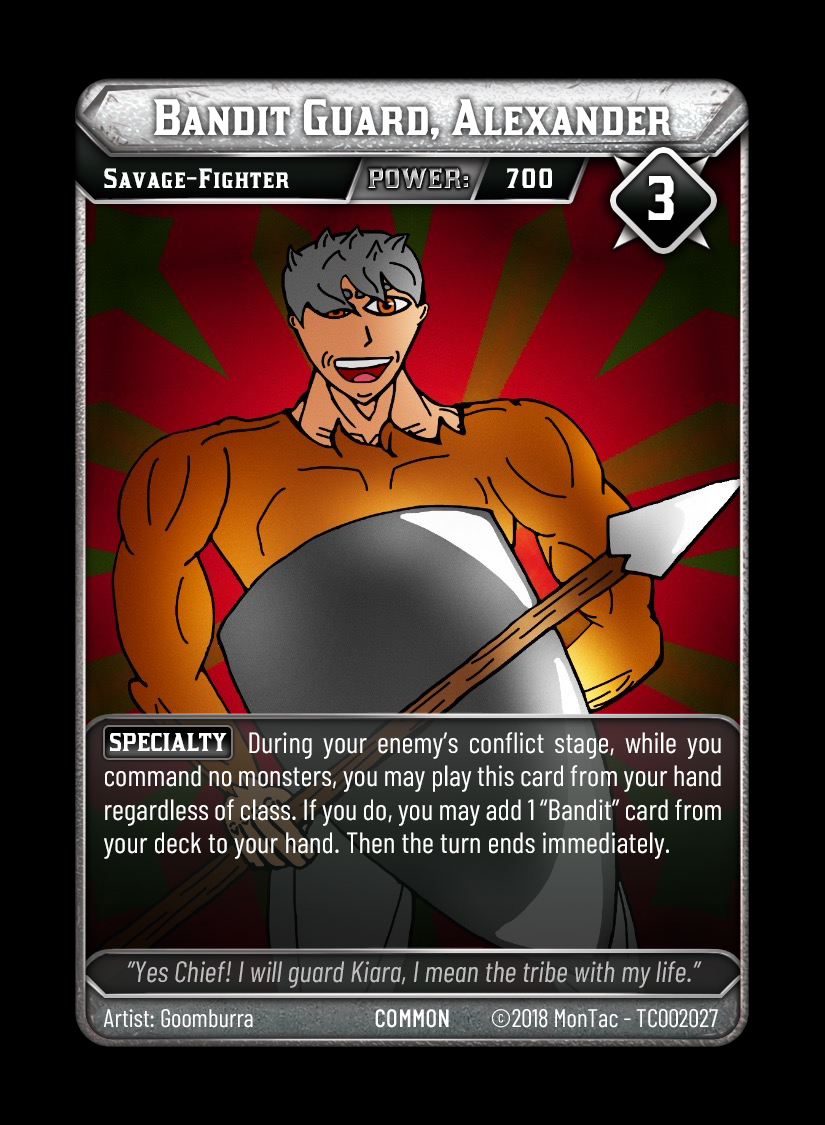 Bandit Guard, Alexander
Savage-Fighter POWER: 700
3
SPECIALTY During your enemy's conflict stage, while you
command no monsters, you may play this card from your hand
regardless of class. If you do, you may add 1 "Bandit" card from
your deck to your hand. Then the turn ends immediately.
"Yes Chief! I will guard Kiara, I mean the tribe with my life."
Artist: Goomburra COMMON ©2018 MonTac - TC002027